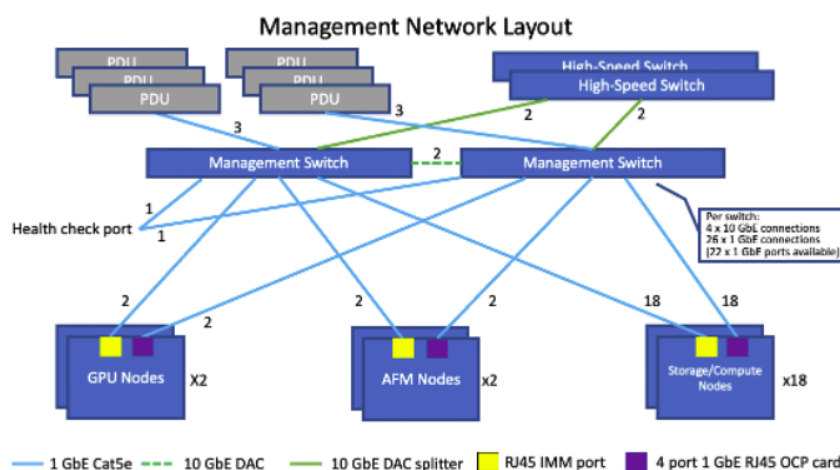 Management Network Layout
PDU
PDU
PDU
PDU
PDU
PDU
High-Speed Switch
High-Speed Switch
3
3
2
2
Management Switch
2
Management Switch
1
Health check port
1
Per switch:
4 x 10 GbE connections
26 x 1 GbE connections
(22 x 1 GbE ports available)
2
2
2
2
18
18
GPU Nodes
X2
AFM Nodes
x2
Storage/Compute
Nodes
x18
1 GbE Cat5e
10 GbE DAC
10 GbE DAC splitter
RJ45 IMM port
4 port 1 GbE RJ45 OCP card